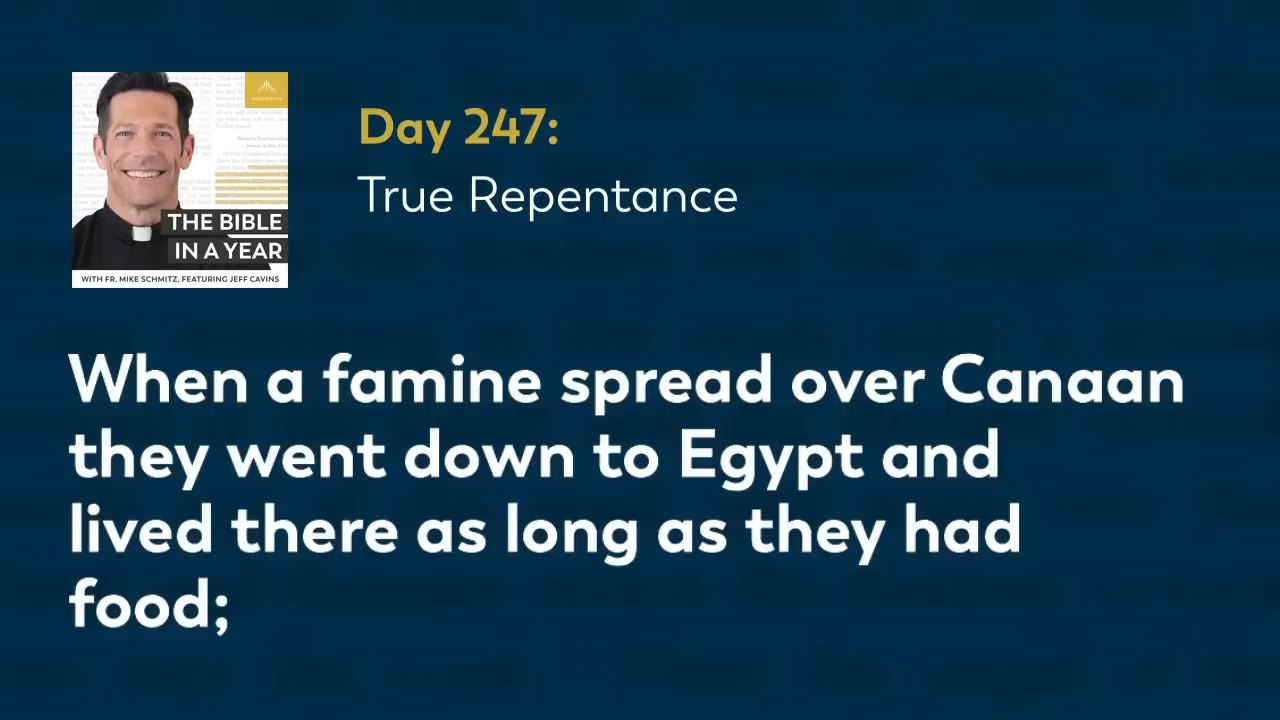 Day 247:
True Repentance
THE BIBLE
IN A YEAR
WITH FR. MIKE SCHMITZ, FEATURING JEFF CAVINS
When a famine spread over Canaan
they went down to Egypt and
lived there as long as they had
food;